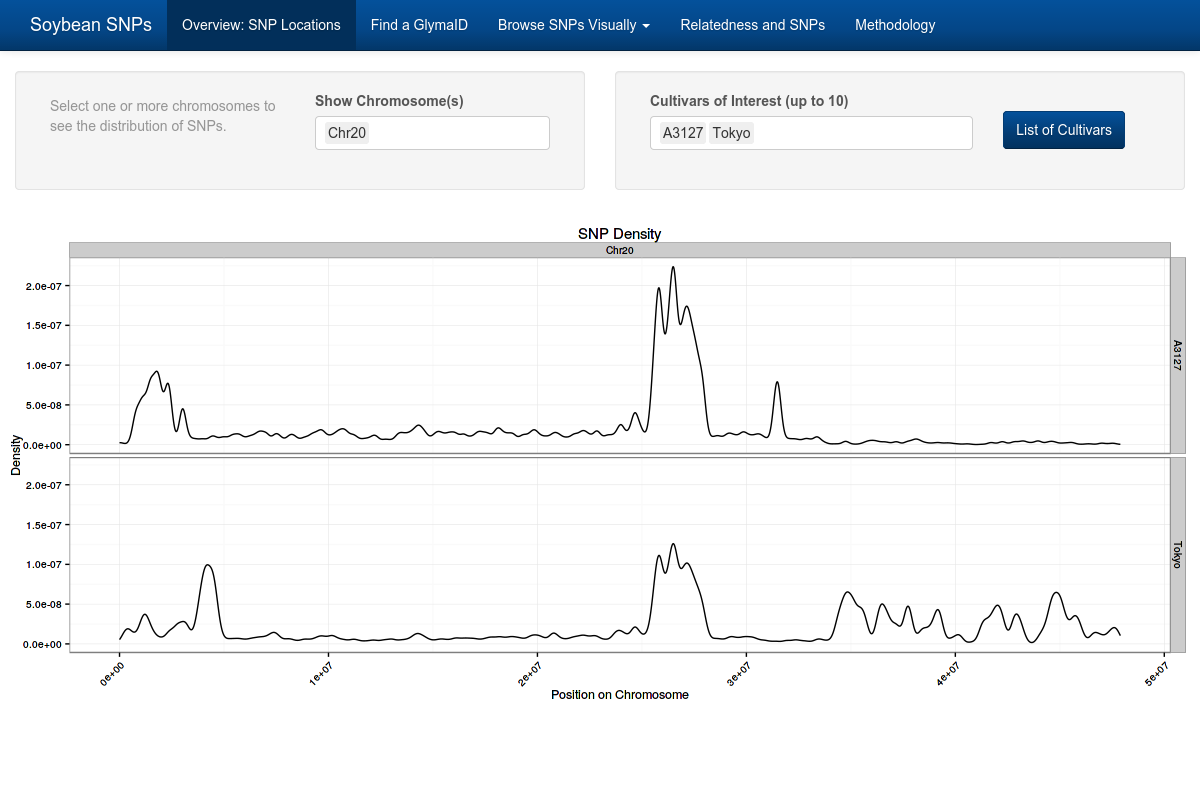 Soybean SNPs Overview: SNP Locations Find a GlymaID Browse SNPs Visually Relatedness and SNPs Methodology
Select one or more chromosomes to
see the distribution of SNPs.
Show Chromosome(s)
Chr20
Cultivars of Interest (up to 10)
A3127 Tokyo
List of Cultivars
SNP Density
Chr20
2.0e-07
1.5e-07
1.0e-07
5.0e-08
0.0e+00
A3127
Density
2.0e-07
1.5e-07
1.0e-07
5.0e-08
0.0e+00
Tokyo
0e+00 1e+07 2e+07 3e+07 4e+07 5e+07
Position on Chromosome